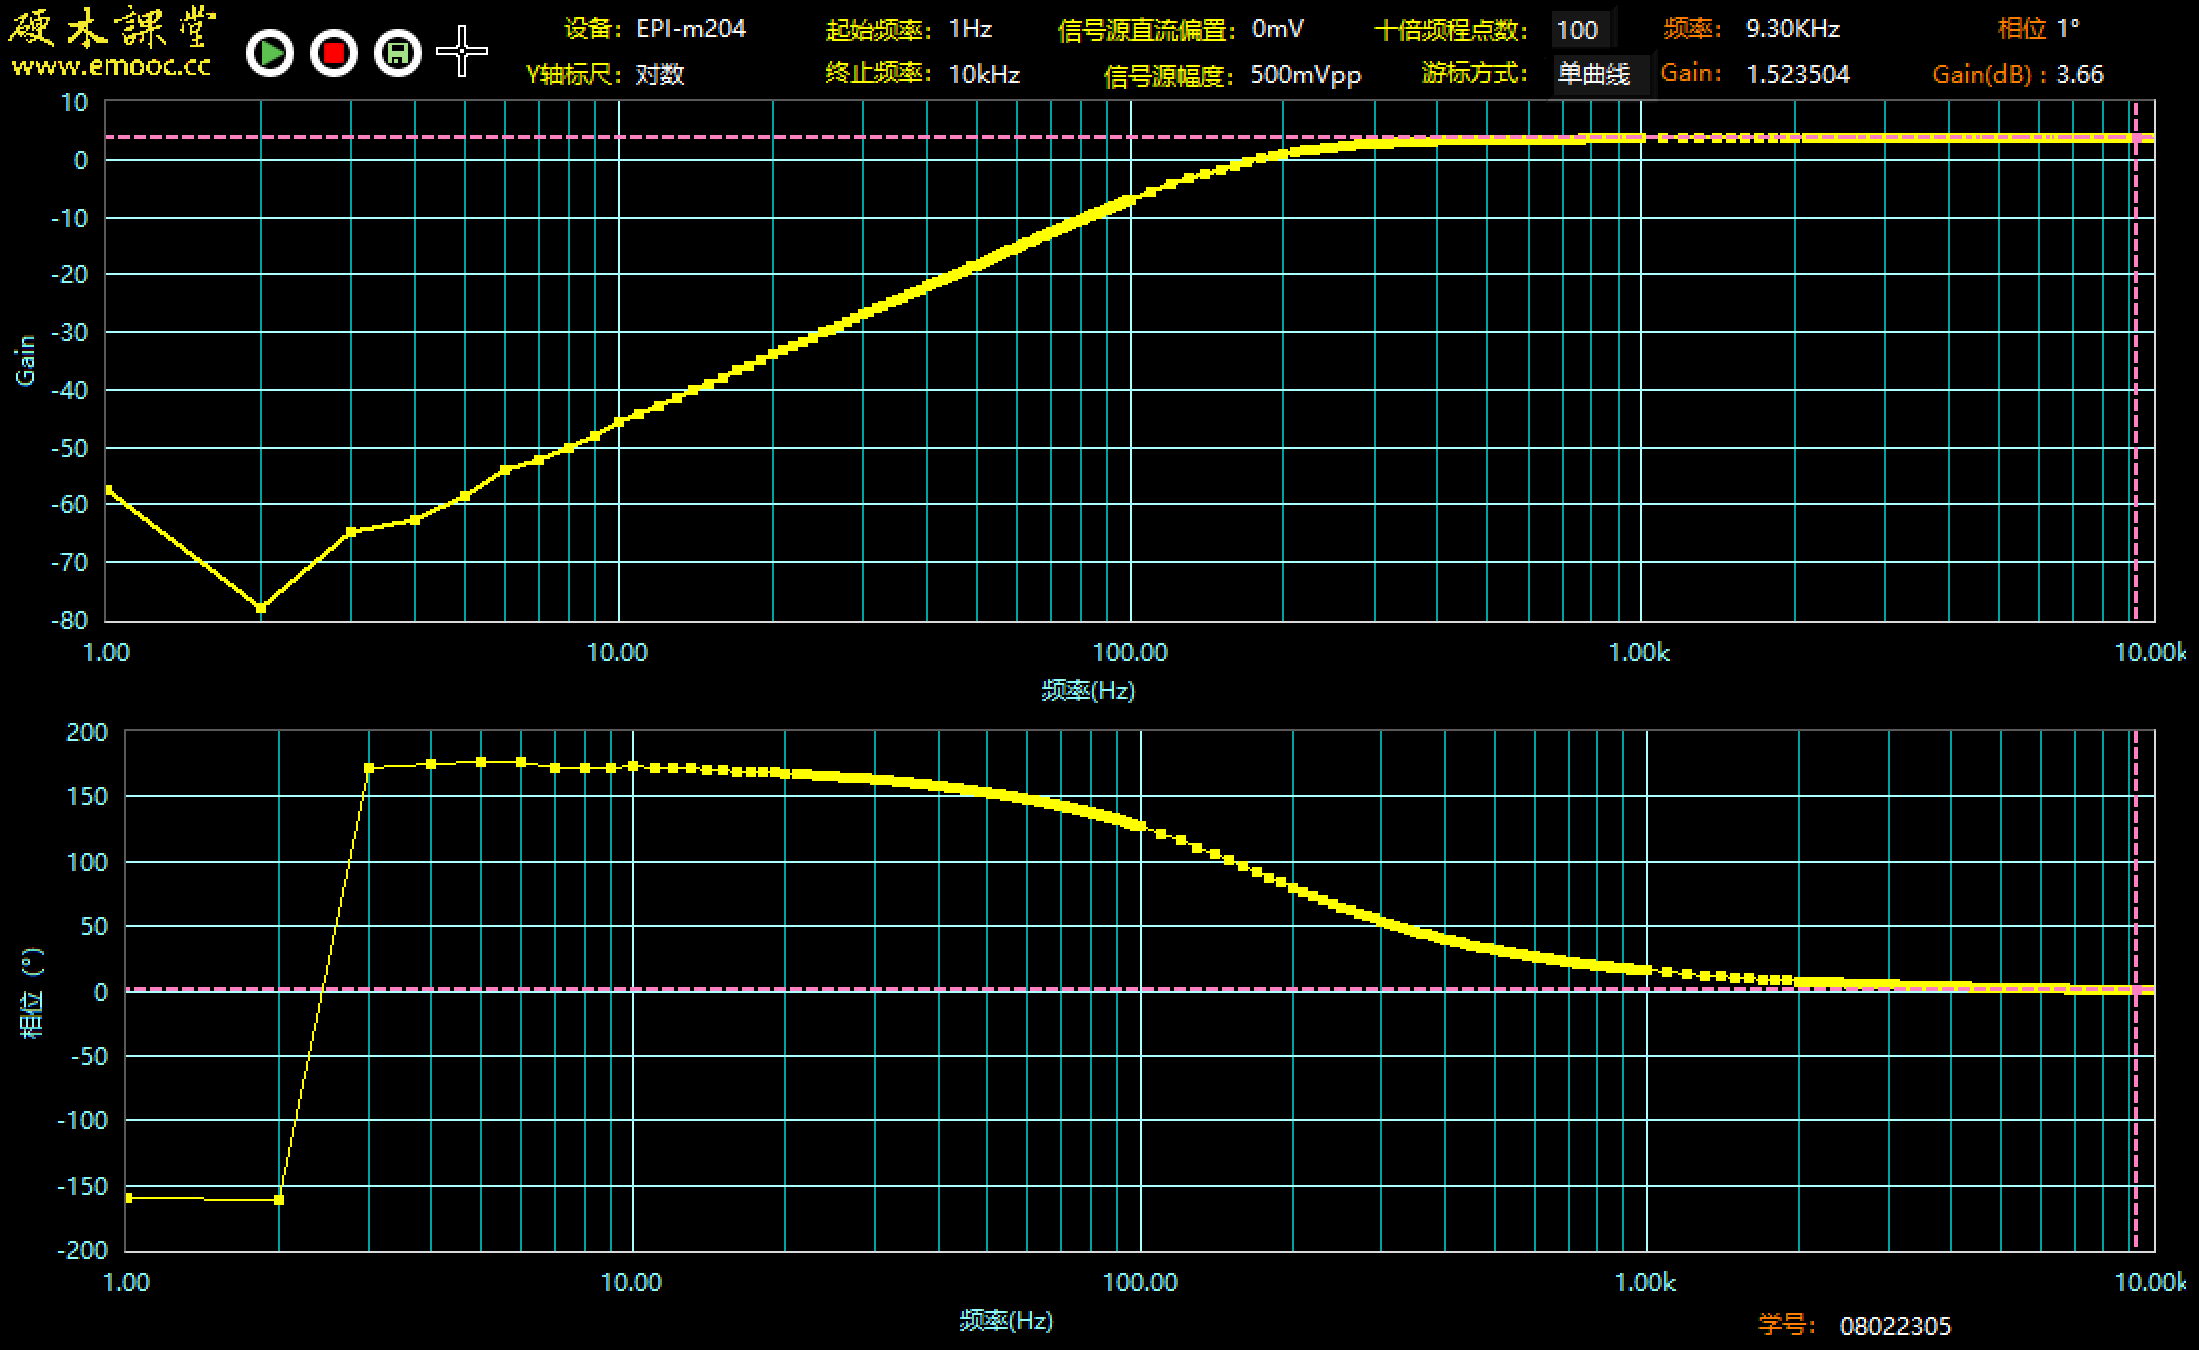 硬木課堂
www.emooc.cc
设备： EPI-m204
起始频率： 1Hz
信号源直流偏置： 0mV
十倍频程点数： 100
频率： 9.30KHz
相位 1°
Y轴标尺： 对数
终止频率： 10kHz
信号源幅度： 500mVpp
游标方式： 单曲线
Gain： 1.523504
Gain(dB)：3.66
10
0
-10
-20
-30
-40
-50
-60
-70
-80
Gain
1.00 10.00 100.00 1.00k 10.00k
频率(Hz)
200
150
100
50
0
-50
-100
-150
-200
相位 (°)
1.00 10.00 100.00 1.00k 10.00k
频率(Hz)
学号： 08022305